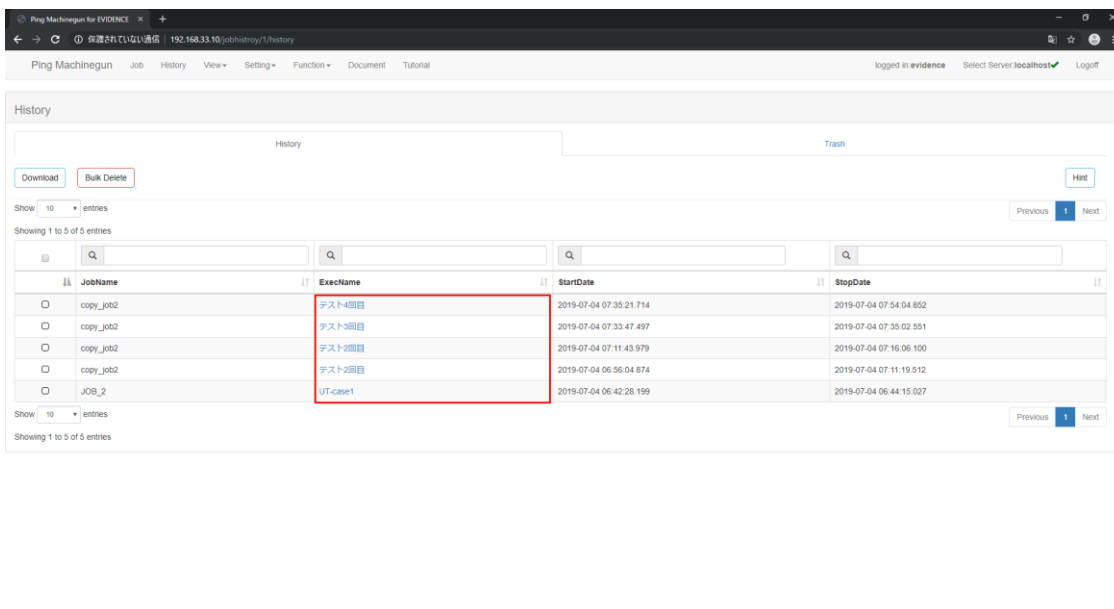 Ping Machinegun for EVIDENCE
保護されていない通信 | 192.168.33.10/jobhistroy/1/history
Ping Machinegun Job History View Setting Function Document Tutorial logged in:evidence Select Server:localhost Logoff
History
History Trash
Download Bulk Delete Hint
Show 10 entries Previous 1 Next
Showing 1 to 5 of 5 entries
JobName ExecName StartDate StopDate
copy_job2 テスト4回目 2019-07-04 07:35:21.714 2019-07-04 07:54:04.852
copy_job2 テスト3回目 2019-07-04 07:33:47.497 2019-07-04 07:35:02.551
copy_job2 テスト2回目 2019-07-04 07:11:43.979 2019-07-04 07:16:06.100
copy_job2 テスト2回目 2019-07-04 06:56:04.874 2019-07-04 07:11:19.512
JOB_2 UT-case1 2019-07-04 06:42:28.199 2019-07-04 06:44:15.027
Show 10 entries Previous 1 Next
Showing 1 to 5 of 5 entries